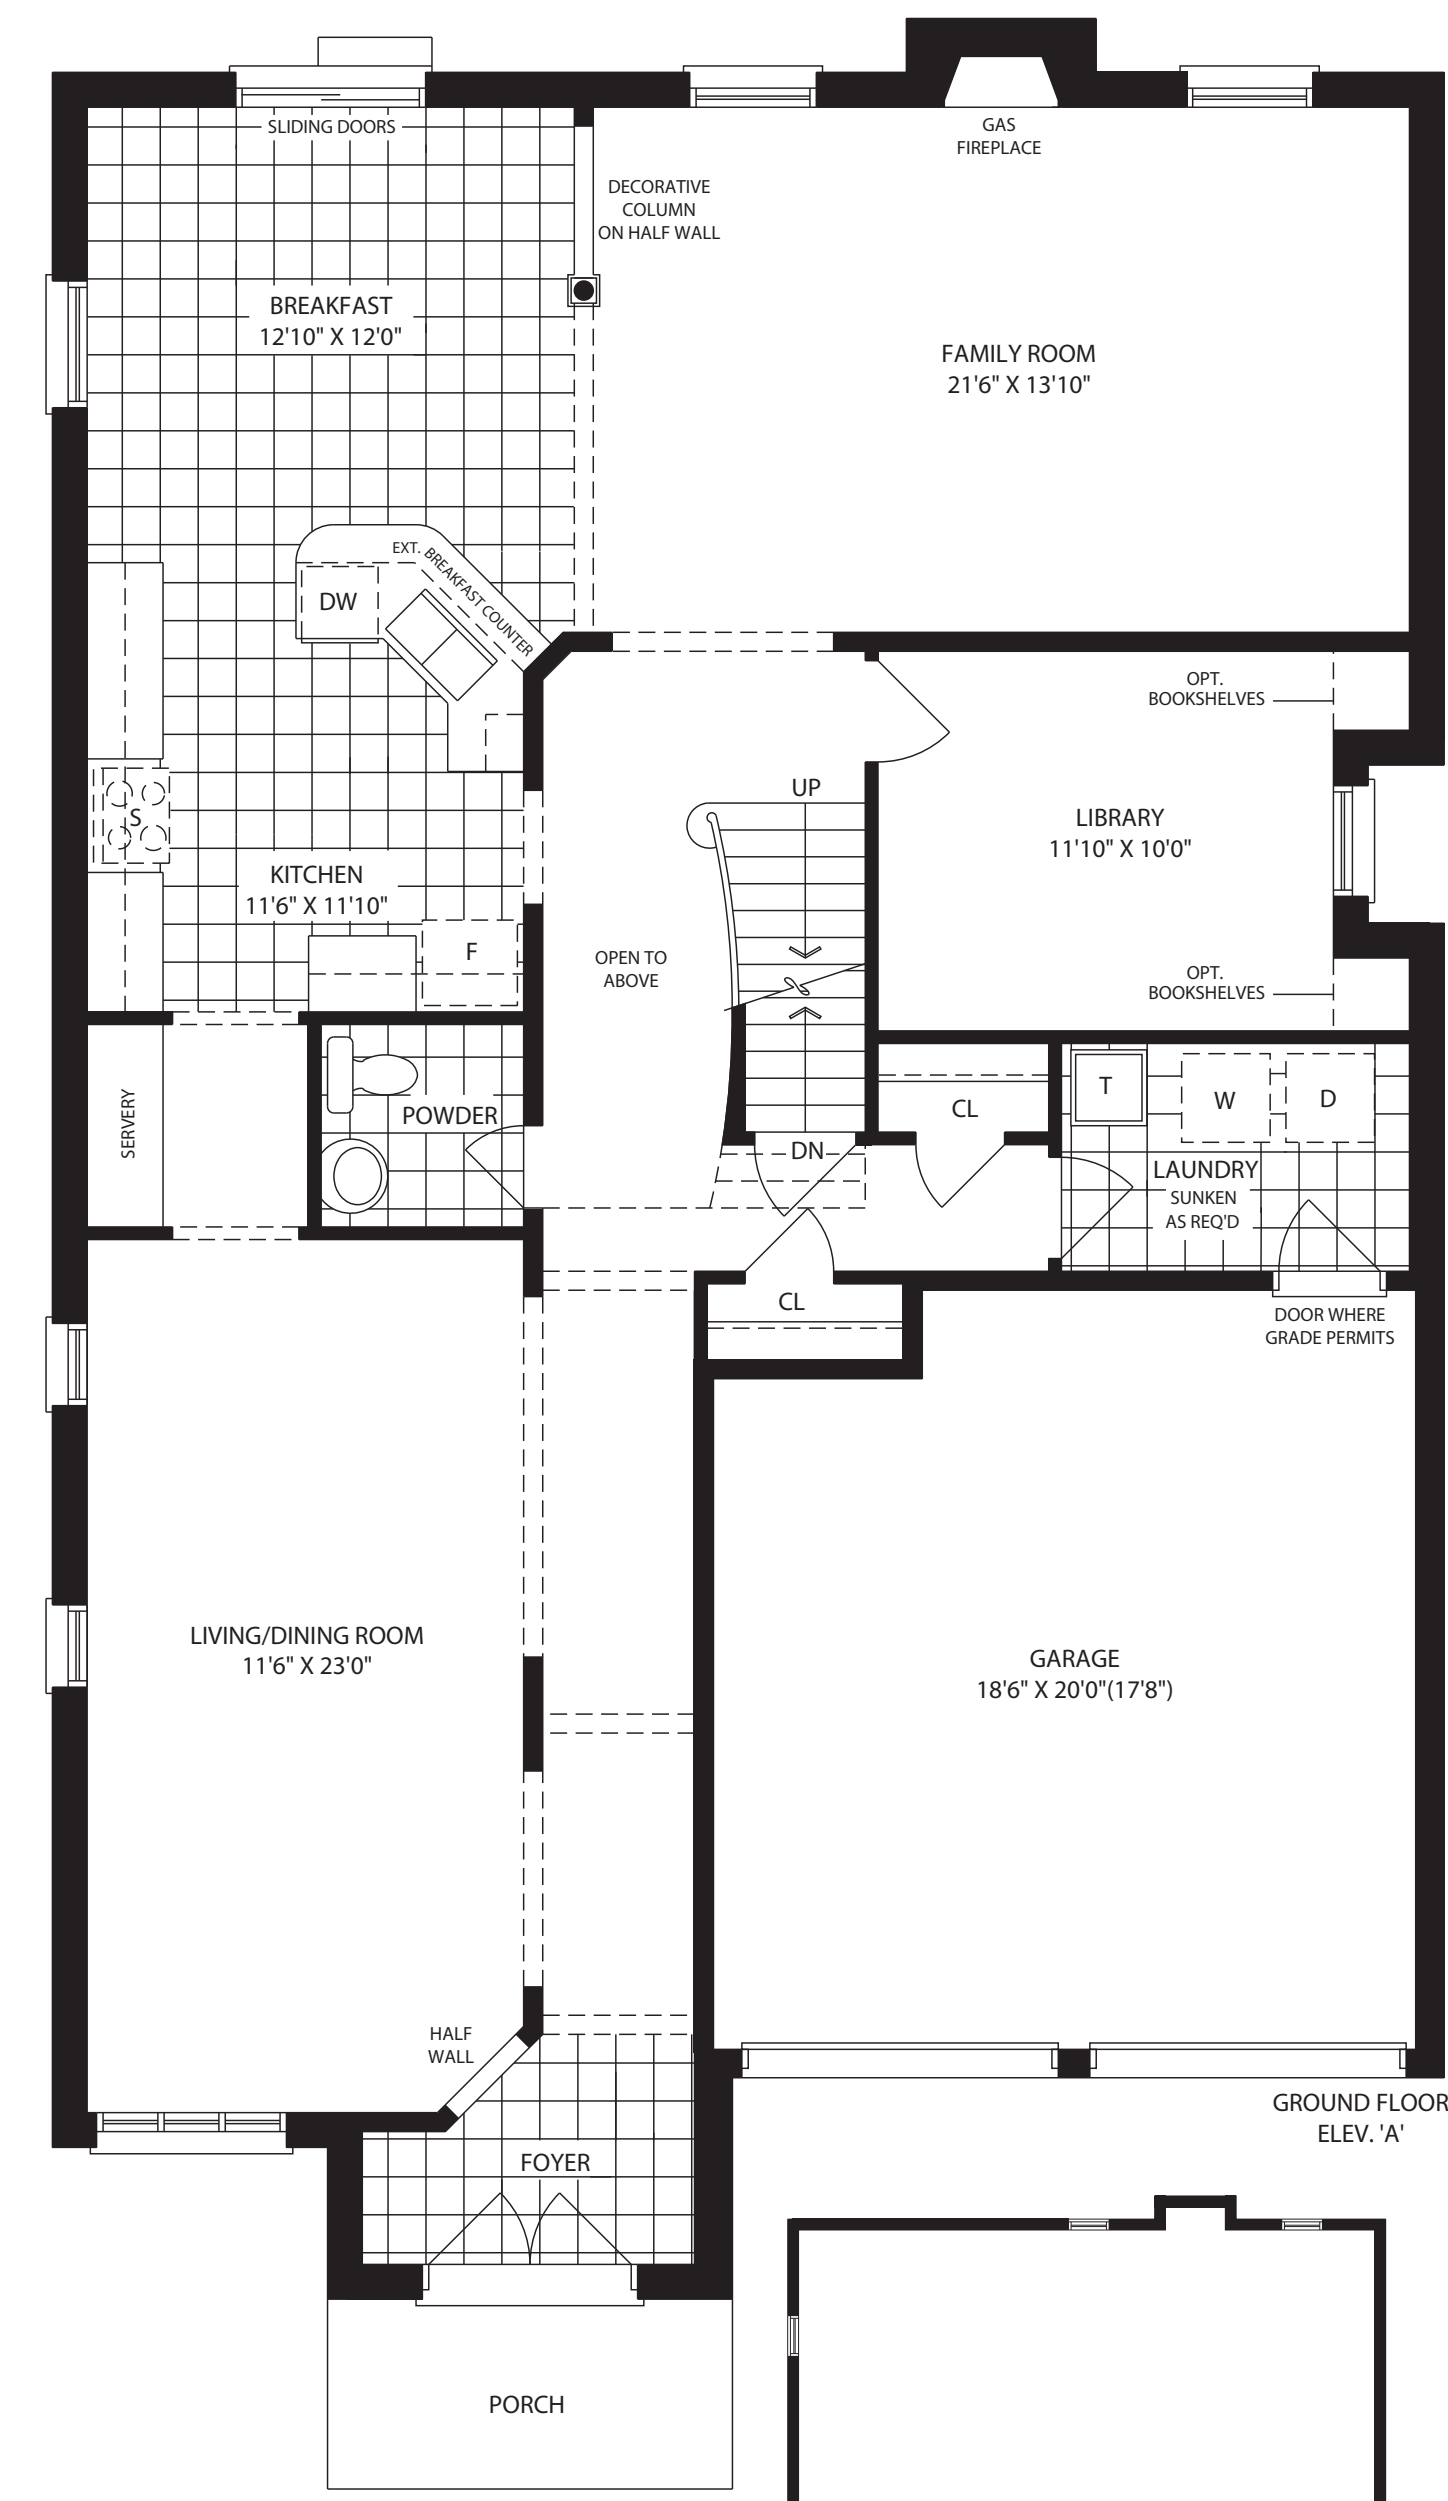 SLIDING DOORS
GAS
FIREPLACE
DECORATIVE
COLUMN
ON HALF WALL
BREAKFAST
12'10" X 12'0"
FAMILY ROOM
21'6" X 13'10"
EXT. BREAKFAST COUNTER
DW
OPT.
BOOKSHELVES
UP
S
LIBRARY
11'10" X 10'0"
KITCHEN
11'6" X 11'10"
F
OPEN TO
ABOVE
OPT.
BOOKSHELVES
SERVERY
POWDER
CL
T
W
D
DN
LAUNDRY
SUNKEN
AS REQ'D
CL
DOOR WHERE
GRADE PERMITS
LIVING/DINING ROOM
11'6" X 23'0"
GARAGE
18'6" X 20'0"(17'8")
HALF
WALL
GROUND FLOOR
ELEV. 'A'
FOYER
PORCH